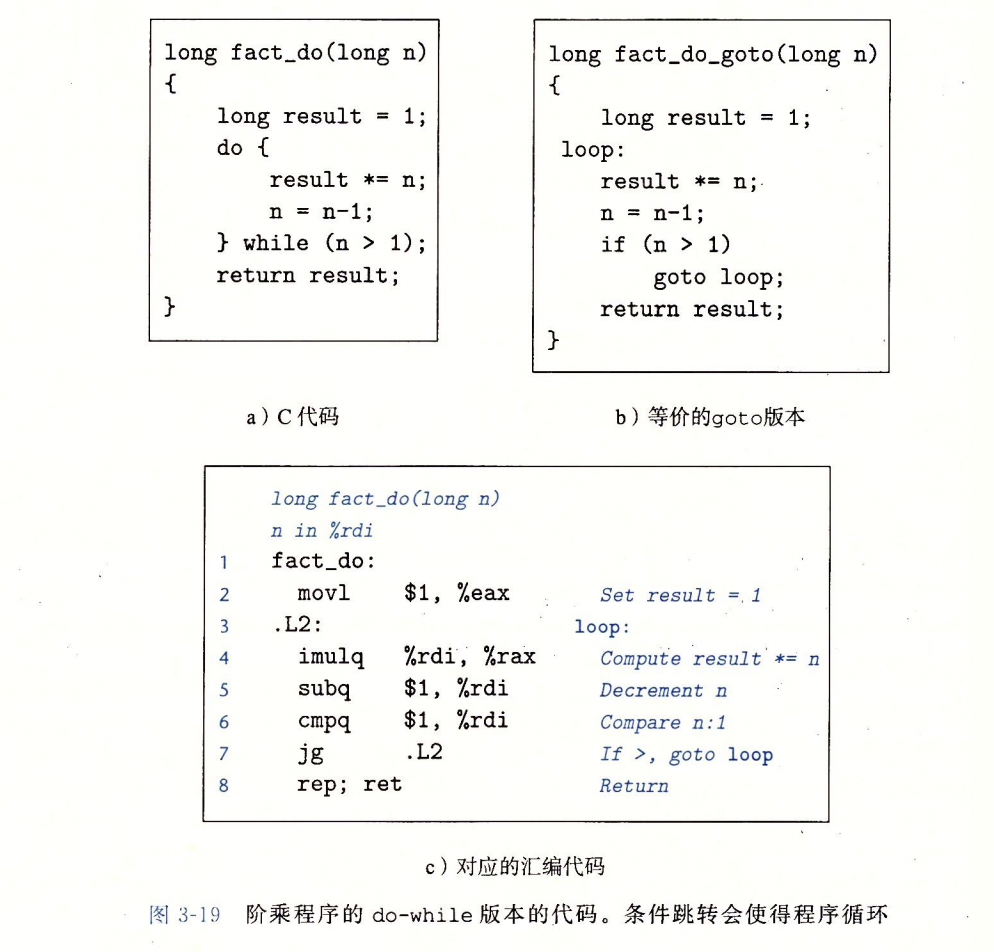 long fact_do(long n)
{
    long result = 1;
    do {
        result *= n;
        n = n-1;
    } while (n > 1);
    return result;
}
a）C 代码
long fact_do_goto(long n)
{
    long result = 1;
 loop:
    result *= n;
    n = n-1;
    if (n > 1)
        goto loop;
    return result;
}
b）等价的goto版本
long fact_do(long n)
n in %rdi
1 fact_do:
2   movl $1, %eax Set result = 1
3 .L2: loop:
4   imulq %rdi, %rax Compute result *= n
5   subq $1, %rdi Decrement n
6   cmpq $1, %rdi Compare n:1
7   jg .L2 If >, goto loop
8   rep; ret Return
c）对应的汇编代码
图 3-19 阶乘程序的 do-while 版本的代码。条件跳转会使得程序循环